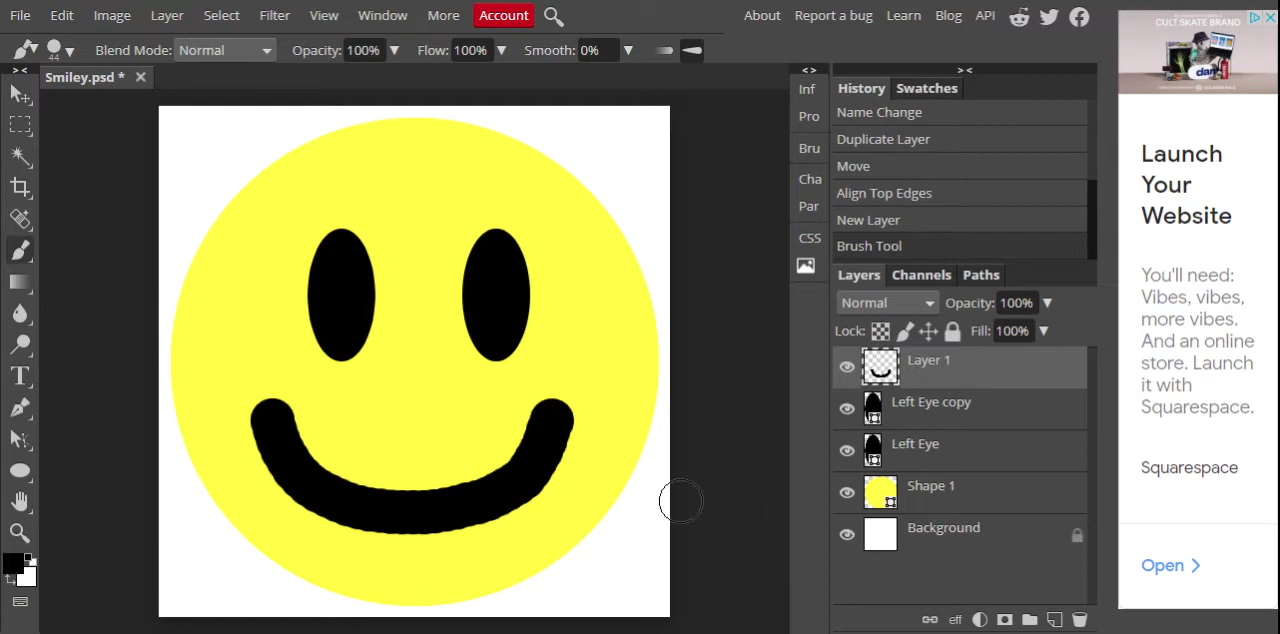 File Edit Image Layer Select Filter View Window More Account About Report a bug Learn Blog API
44 Blend Mode: Normal Opacity: 100% Flow: 100% Smooth: 0%
Smiley.psd *
Inf
Pro
Bru
Cha
Par
CSS
History Swatches
Name Change
Duplicate Layer
Move
Align Top Edges
New Layer
Brush Tool
Layers Channels Paths
Normal Opacity: 100%
Lock: Fill: 100%
Layer 1
Left Eye copy
Left Eye
Shape 1
Background
eff
CULT SKATE BRAND
dan
Launch
Your
Website
You'll need:
Vibes, vibes,
more vibes.
And an online
store. Launch
it with
Squarespace.
Squarespace
Open >